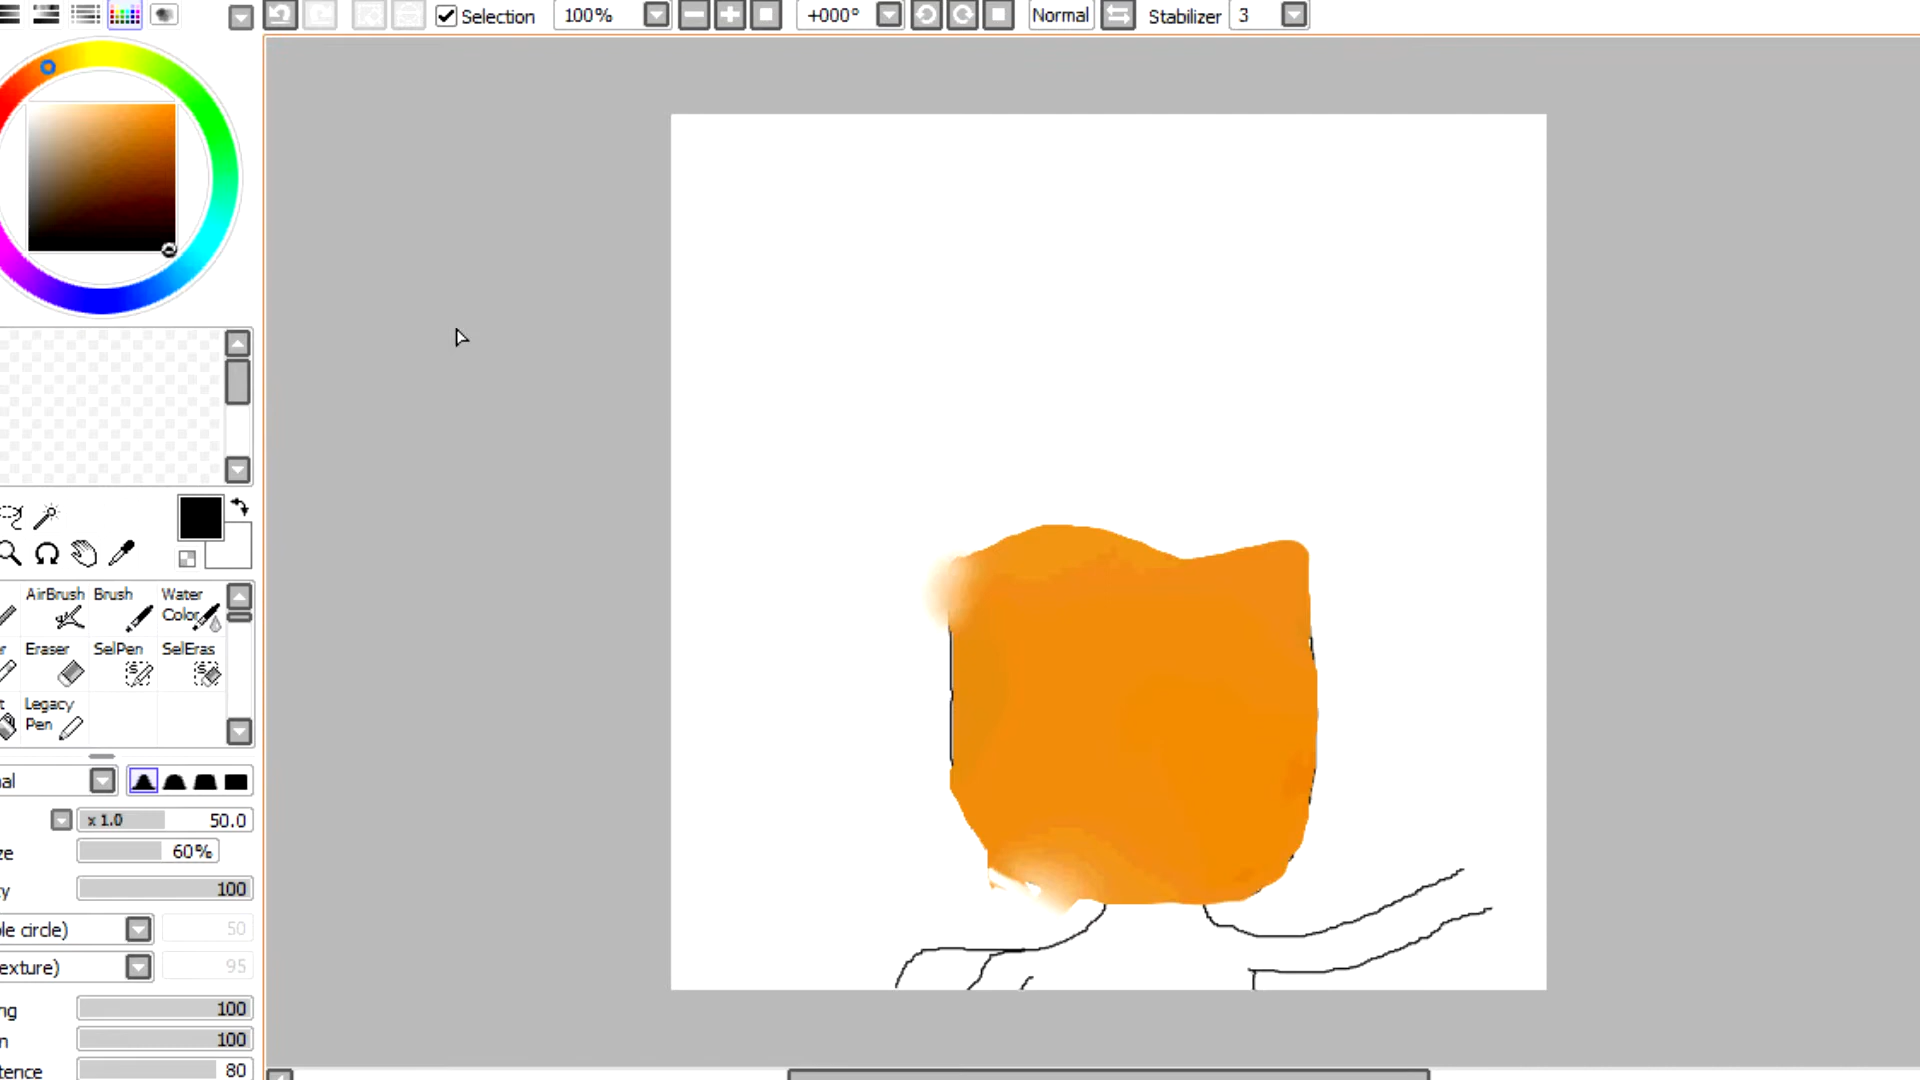 Selection 100% +000° Normal Stabilizer 3
AirBrush Brush Water
Color
r Eraser SelPen SelEras
t Legacy
Pen
al
x 1.0 50.0
ze 60%
y 100
ole circle) 50
exture) 95
ng 100
n 100
tence 80